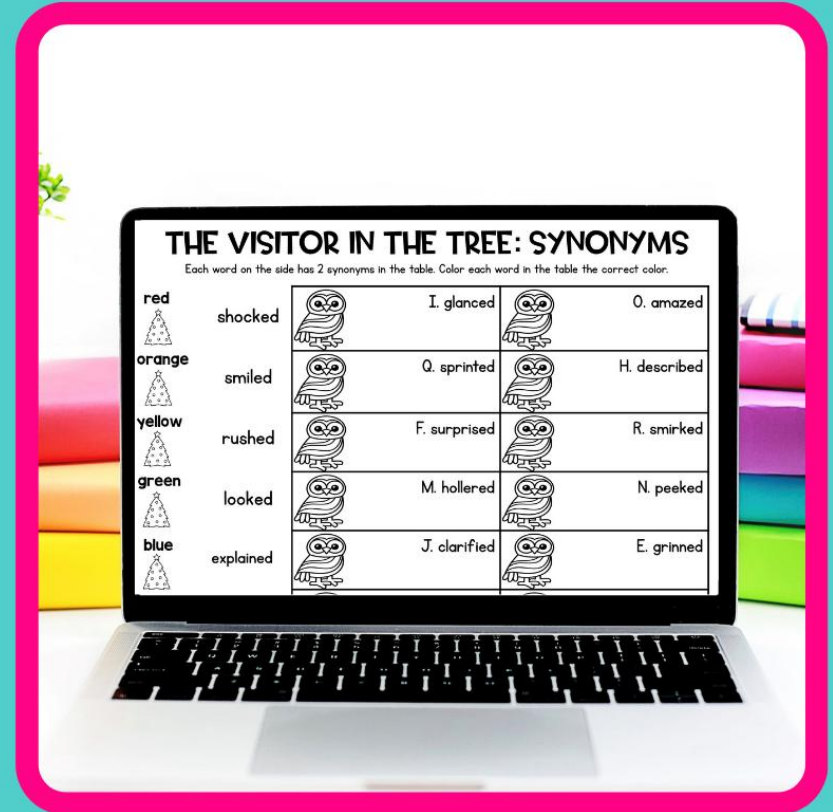 THE VISITOR IN THE TREE: SYNONYMS
Each word on the side has 2 synonyms in the table. Color each word in the table the correct color.
red
shocked
I. glanced
O. amazed
orange
smiled
Q. sprinted
H. described
yellow
rushed
F. surprised
R. smirked
green
looked
M. hollered
N. peeked
blue
explained
J. clarified
E. grinned